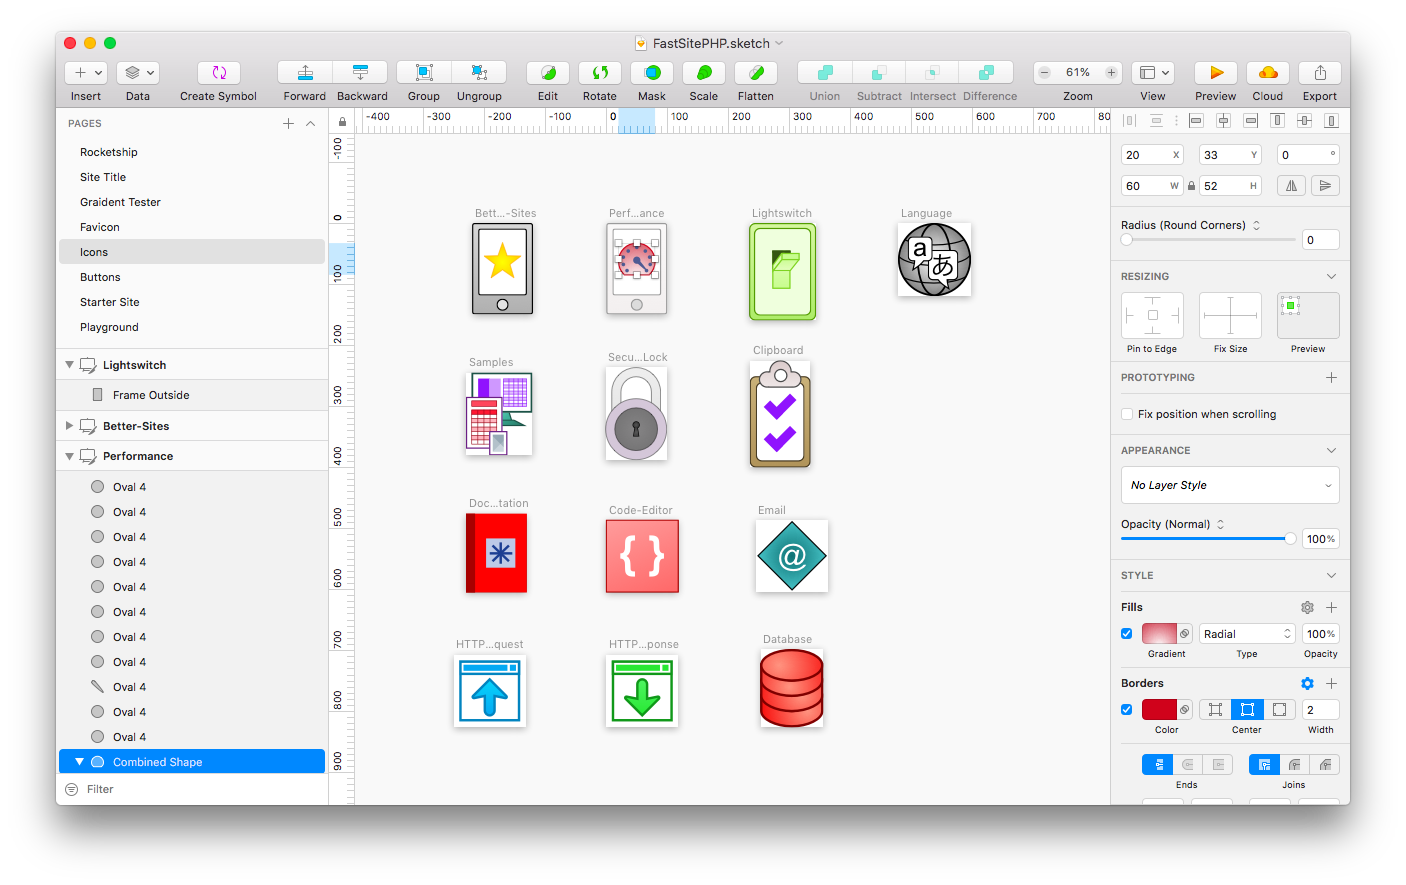 FastSitePHP.sketch
61%
Insert
Data
Create Symbol
Forward
Backward
Group
Ungroup
Edit
Rotate
Mask
Scale
Flatten
Union
Subtract
Intersect
Difference
Zoom
View
Preview
Cloud
Export
PAGES
Rocketship
Site Title
Graident Tester
Favicon
Icons
Buttons
Starter Site
Playground
Lightswitch
Frame Outside
Better-Sites
Performance
Oval 4
Oval 4
Oval 4
Oval 4
Oval 4
Oval 4
Oval 4
Oval 4
Oval 4
Oval 4
Oval 4
Combined Shape
Filter
-400 -300 -200 -100 0 100 200 300 400 500 600 700 80
-100
0
100
200
300
400
500
600
700
800
900
Bett...-Sites
Perf...ance
Lightswitch
Language
a
あ
Samples
Secu...Lock
Clipboard
Doc...tation
Code-Editor
Email
{ }
@
HTTP...quest
HTTP...ponse
Database
20 X 33 Y 0 °
60 W 52 H
Radius (Round Corners)
0
RESIZING
Pin to Edge
Fix Size
Preview
PROTOTYPING
Fix position when scrolling
APPEARANCE
No Layer Style
Opacity (Normal)
100%
STYLE
Fills
Radial
100%
Gradient
Type
Opacity
Borders
2
Color
Center
Width
Ends
Joins